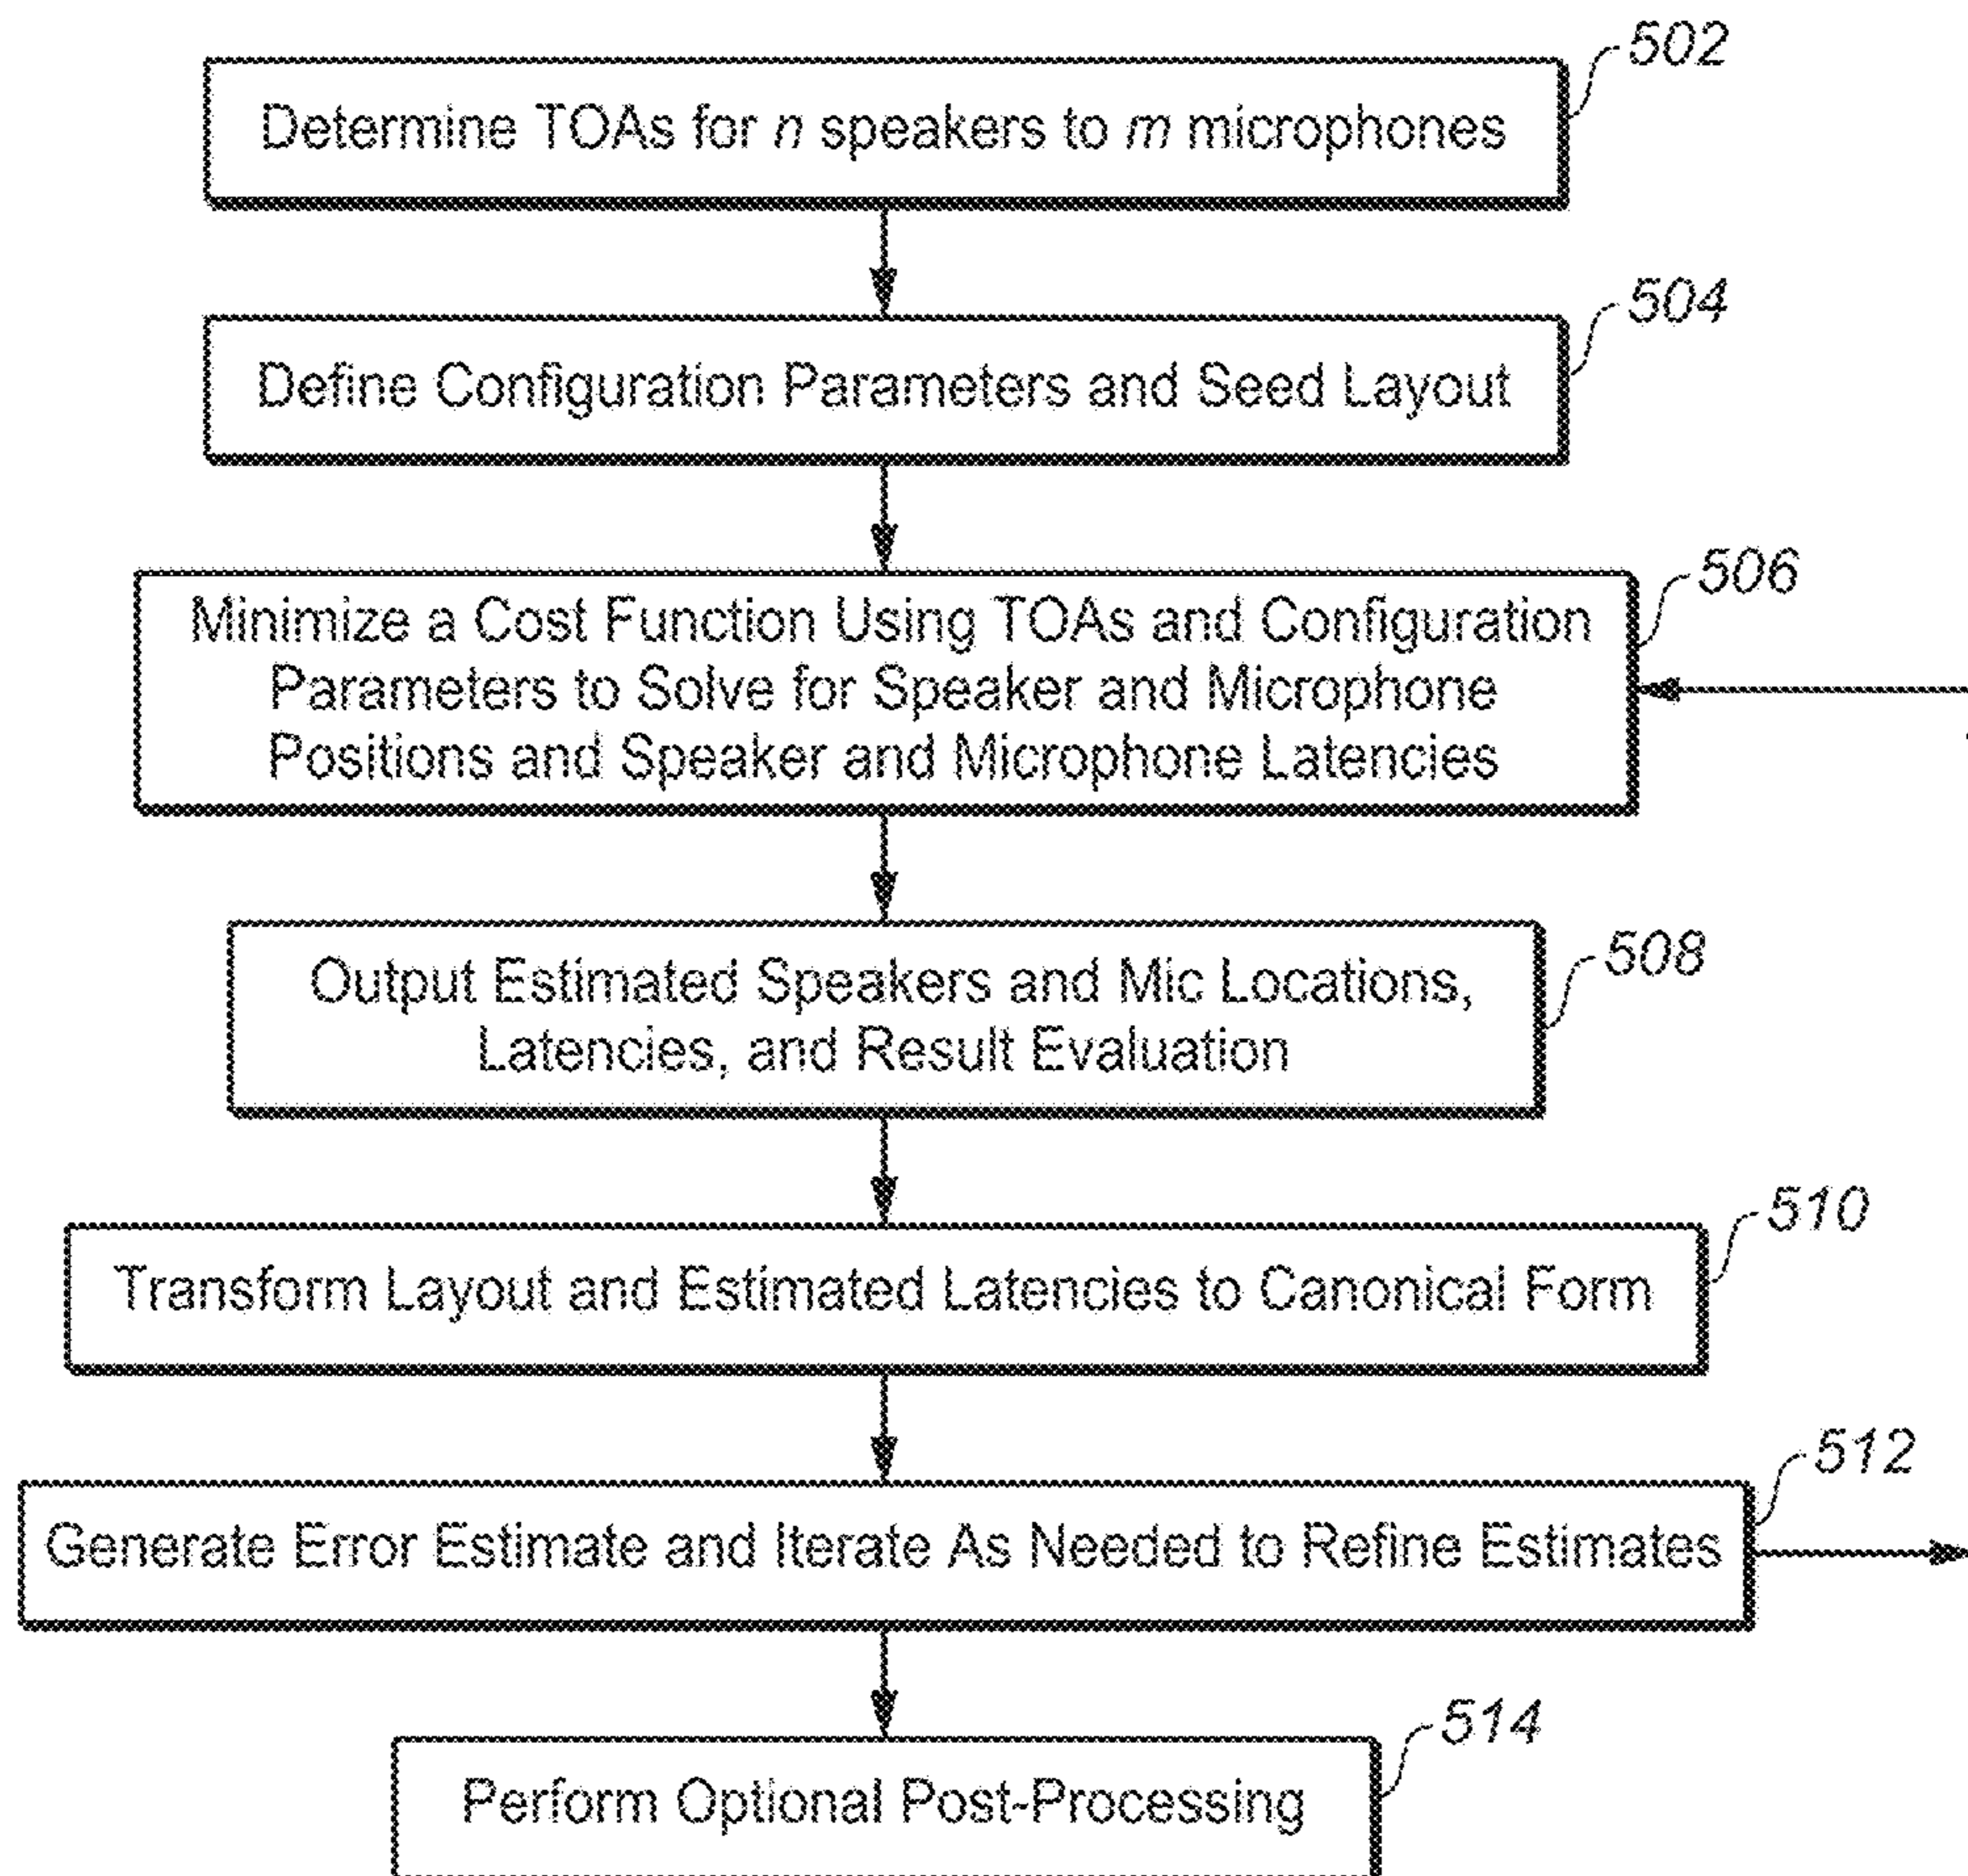 502
Determine TOAs for n speakers to m microphones
504
Define Configuration Parameters and Seed Layout
506
Minimize a Cost Function Using TOAs and Configuration
Parameters to Solve for Speaker and Microphone
Positions and Speaker and Microphone Latencies
508
Output Estimated Speakers and Mic Locations,
Latencies, and Result Evaluation
510
Transform Layout and Estimated Latencies to Canonical Form
512
Generate Error Estimate and Iterate As Needed to Refine Estimates
514
Perform Optional Post-Processing